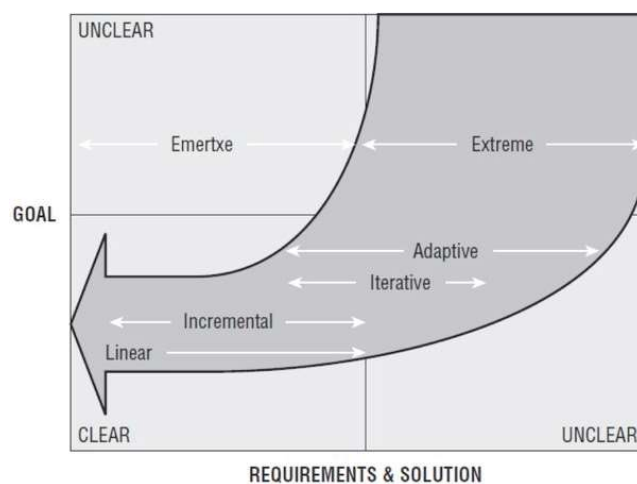 UNCLEAR
Emertxe
Extreme
GOAL
Adaptive
Iterative
Incremental
Linear
CLEAR
UNCLEAR
REQUIREMENTS & SOLUTION